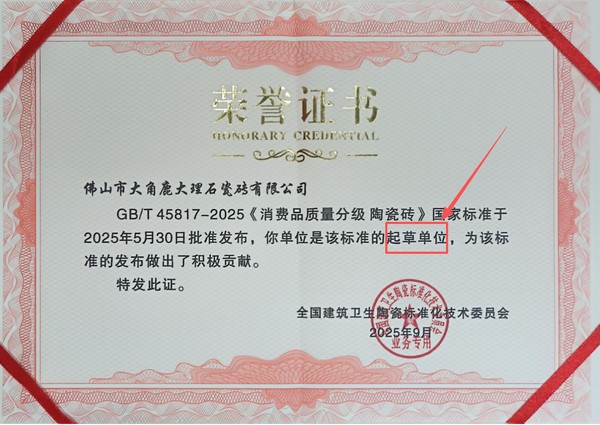 荣誉证书
HONORARY CREDENTIAL
佛山市大角鹿大理石瓷砖有限公司
GB/T 45817-2025《消费品质量分级 陶瓷砖》国家标准于
2025年5月30日批准发布，你单位是该标准的起草单位，为该标
准的发布做出了积极贡献。
特发此证。
全国建筑卫生陶瓷标准化技术委员会
2025年9月
业务专用